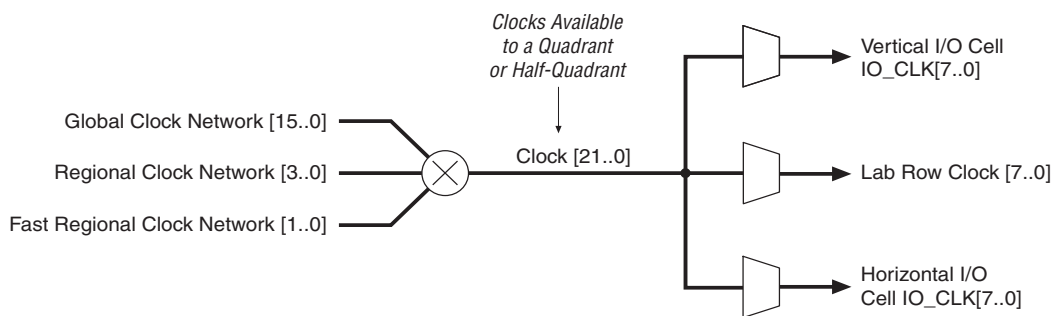 Clocks Available
to a Quadrant
or Half-Quadrant
Vertical I/O Cell
IO_CLK[7..0]
Global Clock Network [15..0]
Clock [21..0]
Regional Clock Network [3..0]
Lab Row Clock [7..0]
Fast Regional Clock Network [1..0]
Horizontal I/O
Cell IO_CLK[7..0]